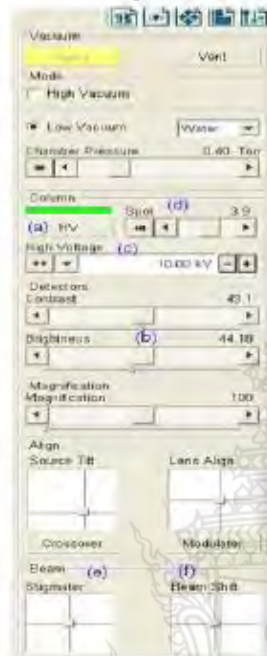 Vacuum
Vent
Mode
High Vacuum
Low Vacuum Water
Chamber Pressure 0.40 Torr
Column
Spot (d) 3.9
(a) HV
High Voltage (c)
10.00 kV
Detectors
Contrast 43.1
Brightness (b) 44.18
Magnification
Magnification 100
Align
Source Tilt Lens Align
Crossover Modulator
Beam (e) (f)
Stigmator Beam Shift